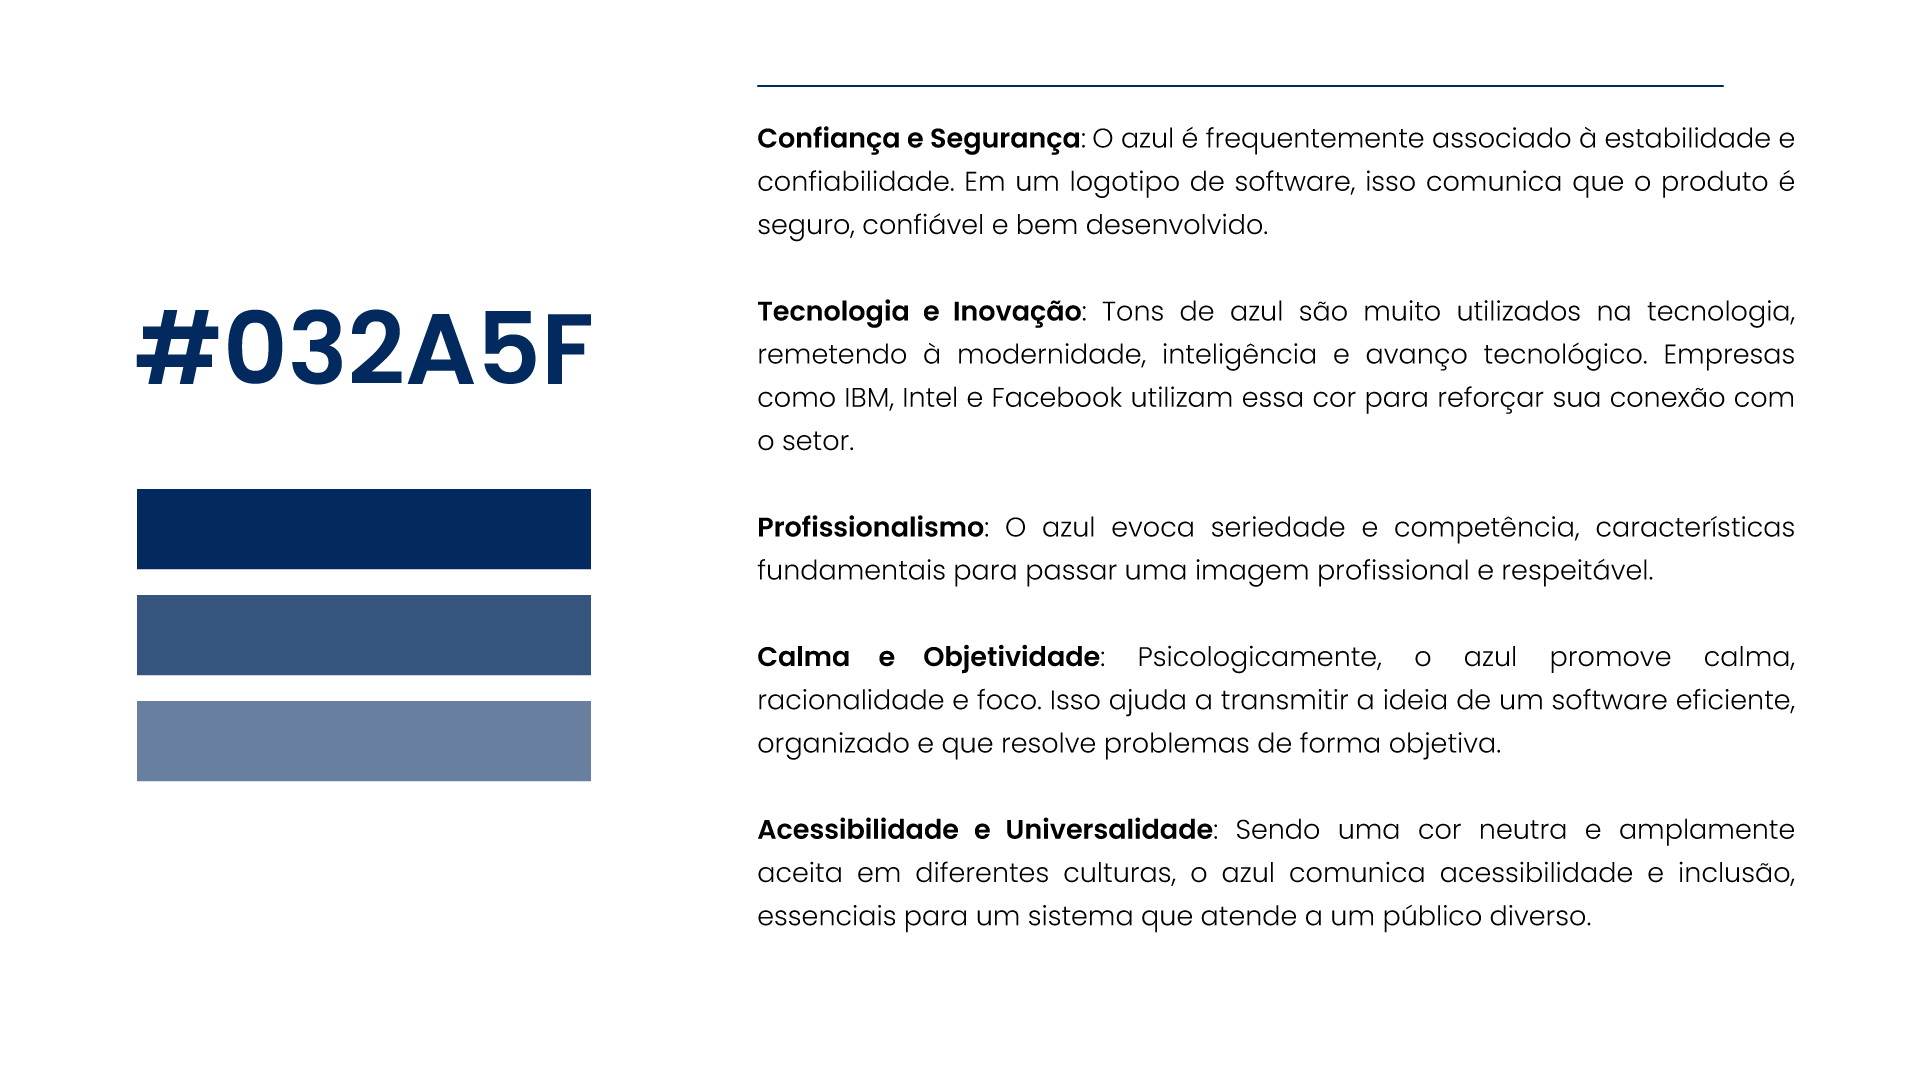 #032A5F
Confiança e Segurança: O azul é frequentemente associado à estabilidade e
confiabilidade. Em um logotipo de software, isso comunica que o produto é
seguro, confiável e bem desenvolvido.
Tecnologia e Inovação: Tons de azul são muito utilizados na tecnologia,
remetendo à modernidade, inteligência e avanço tecnológico. Empresas
como IBM, Intel e Facebook utilizam essa cor para reforçar sua conexão com
o setor.
Profissionalismo: O azul evoca seriedade e competência, características
fundamentais para passar uma imagem profissional e respeitável.
Calma e Objetividade: Psicologicamente, o azul promove calma,
racionalidade e foco. Isso ajuda a transmitir a ideia de um software eficiente,
organizado e que resolve problemas de forma objetiva.
Acessibilidade e Universalidade: Sendo uma cor neutra e amplamente
aceita em diferentes culturas, o azul comunica acessibilidade e inclusão,
essenciais para um sistema que atende a um público diverso.